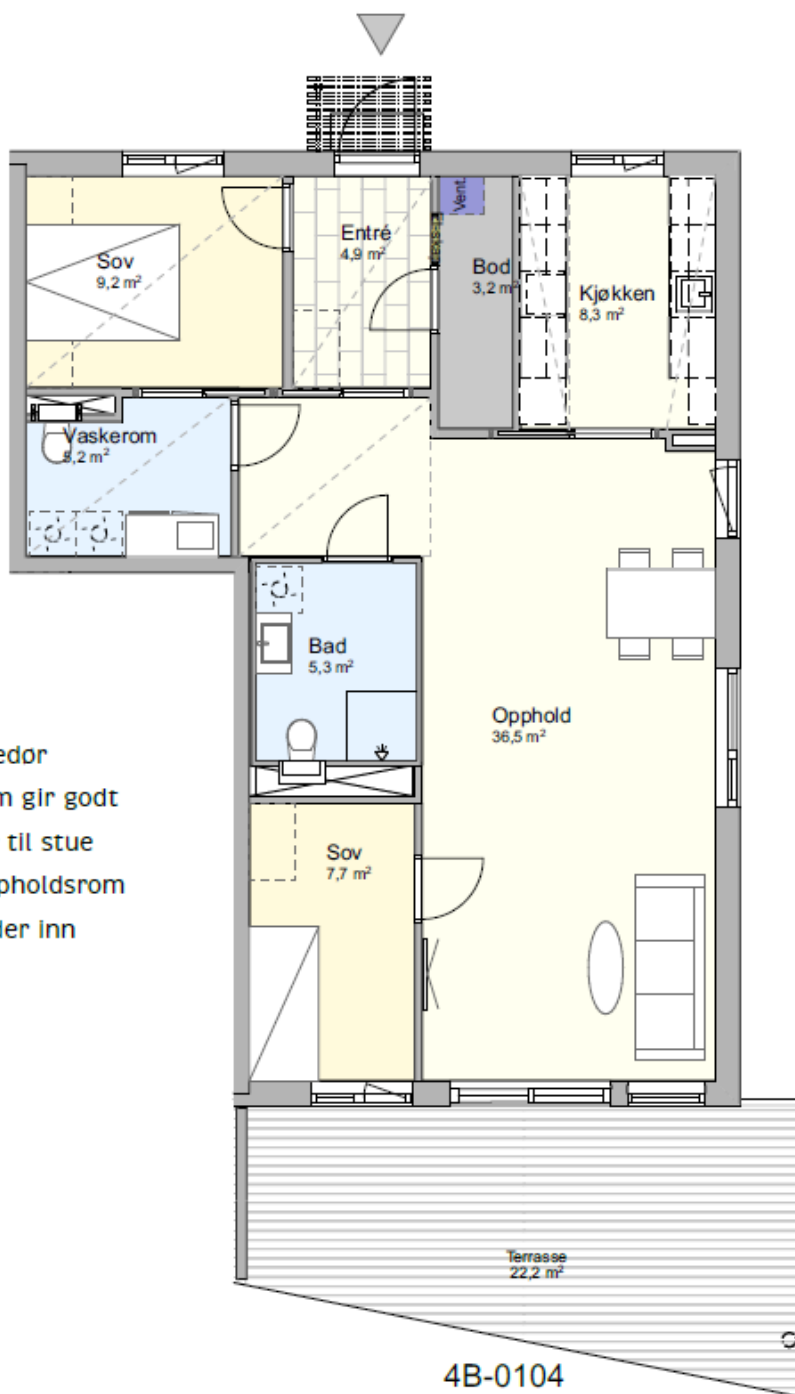 Entré
4,9 m²
Vent.
Sov
9,2 m²
Bod
3,2 m²
Kjøkken
8,3 m²
Vaskerom
5,2 m²
Bad
5,3 m²
Opphold
36,5 m²
edør
m gir godt
til stue
pholdsrom
der inn
Sov
7,7 m²
Terrasse
22,2 m²
4B-0104